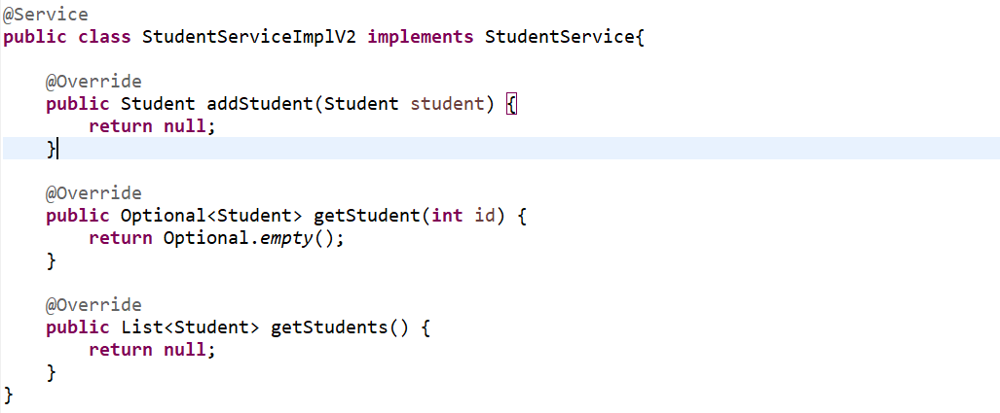 @Service
public class StudentServiceImplV2 implements StudentService{
@Override
public Student addStudent(Student student) {
return null;
}
@Override
public Optional<Student> getStudent(int id) {
return Optional.empty();
}
@Override
public List<Student> getStudents() {
return null;
}
}